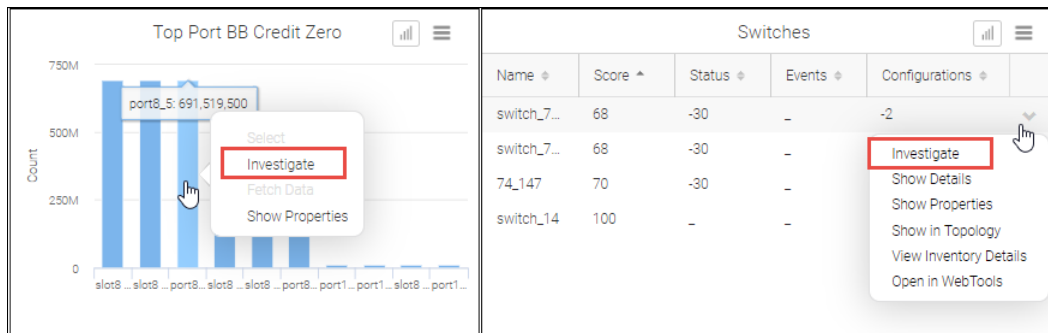 Top Port BB Credit Zero
750M
port8_5: 691,519,500
500M
Select
Investigate
Fetch Data
Show Properties
Count
250M
0
slot8 ... slot8 ... port8... slot8 ... slot8 ... port8... port1... port1... slot8 ... port1...
Switches
Name Score Status Events Configurations
switch_7... 68 -30 _ -2
switch_7... 68 -30 _
74_147 70 -30 _
switch_14 100 _ _
Investigate
Show Details
Show Properties
Show in Topology
View Inventory Details
Open in WebTools